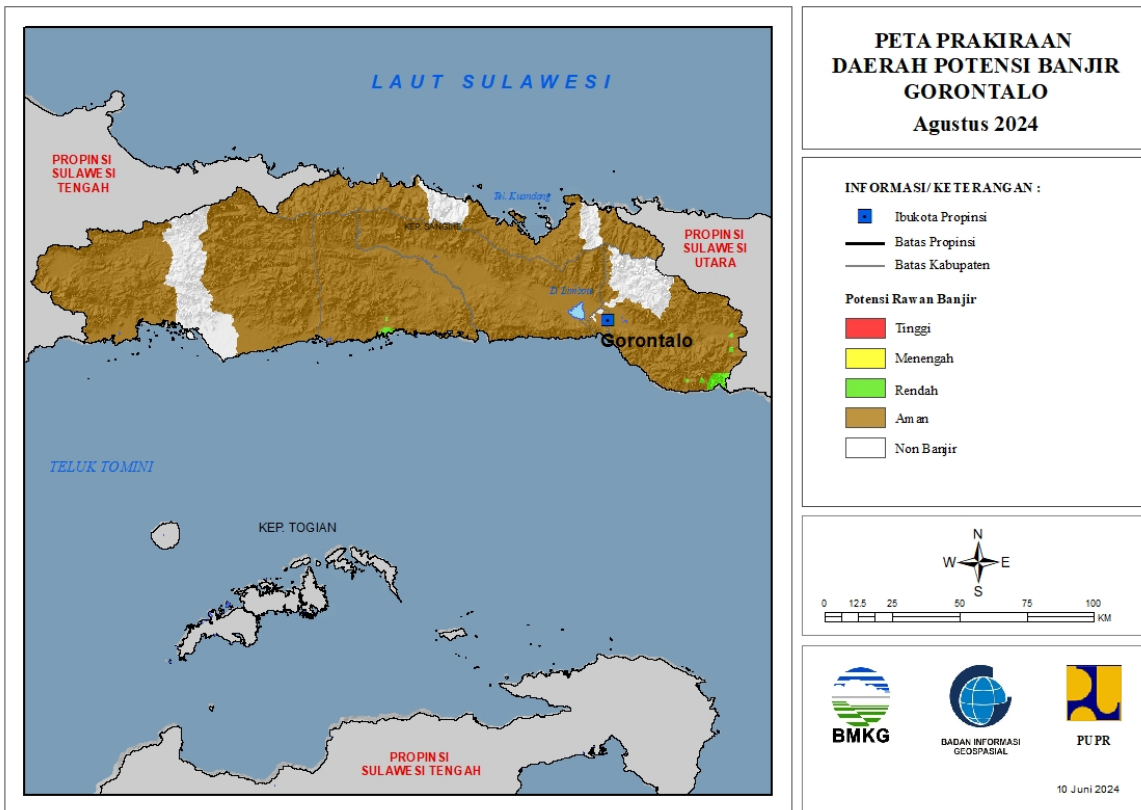 LAUT SULAWESI
PROPINSI
SULAWESI
TENGAH
Tel. Kuandang
KEP. SANGIHE
PROPINSI
SULAWESI
UTARA
D. Limboto
Gorontalo
TELUK TOMINI
KEP. TOGIAN
PROPINSI
SULAWESI TENGAH
PETA PRAKIRAAN
DAERAH POTENSI BANJIR
GORONTALO
Agustus 2024
INFORMASI/ KETERANGAN :
Ibukota Propinsi
Batas Propinsi
Batas Kabupaten
Potensi Rawan Banjir
Tinggi
Menengah
Rendah
Aman
Non Banjir
N
W E
S
0 12.5 25 50 75 100
KM
BMKG
BADAN INFORMASI
GEOSPASIAL
PUPR
10 Juni 2024